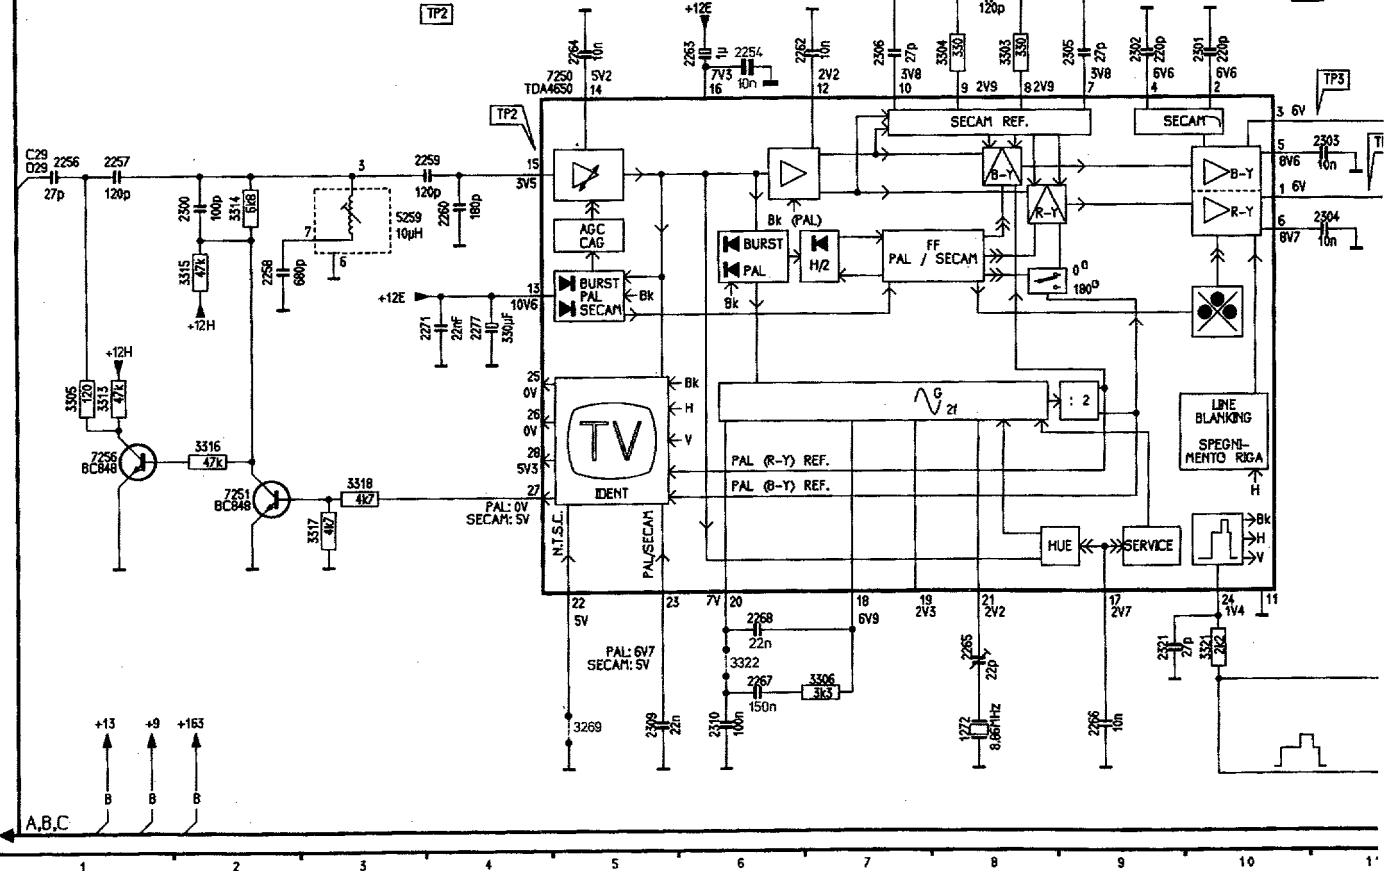 TP2
+12E
120p
2264
10n
2263
1µ
2254
10n
2262
10n
2306
27p
3304
330
3303
330
2305
27p
2302
220p
2301
220p
7250
TDA4650
5V2
14
7V3
16
2V2
12
3V8
10
9
2V9
8
2V9
3V8
7
6V6
4
6V6
2
TP3
TP2
SECAM REF.
SECAM
3
6V
C29
D29
2256
27p
2257
120p
3
2259
120p
15
3V5
B-Y
B-Y
5
8V6
2303
10n
2300
100p
3314
6k8
5259
10µH
2260
180p
R-Y
R-Y
1
6V
6
8V7
2304
10n
Bk (PAL)
AGC
CAG
BURST
PAL
Bk
H/2
FF
PAL / SECAM
7
6
3315
47k
+12H
2258
680p
+12E
13
10V6
BURST
PAL
SECAM
Bk
0°
180°
2271
22nF
2277
330µF
+12H
3305
120
3313
47k
25
0V
26
0V
28
5V3
27
TV
IDENT
Bk
H
V
G
2f
: 2
LINE
BLANKING
SPEGNI-
MENTO RIGA
H
7256
BC848
3316
47k
PAL (R-Y) REF.
PAL (B-Y) REF.
7251
BC848
3318
4k7
3317
4k7
PAL: 0V
SECAM: 5V
N.T.S.C.
PAL/SECAM
HUE
SERVICE
Bk
H
V
22
5V
23
7V
20
18
6V9
19
2V3
21
2V2
17
2V7
24
1V4
11
PAL: 6V7
SECAM: 5V
2268
22n
3322
2267
150n
3306
3k3
2265
22p
2321
27p
3321
2k2
3269
2309
22n
2310
100n
1272
8.86MHz
2266
10n
+13
+9
+163
B
B
B
A,B,C
1
2
3
4
5
6
7
8
9
10